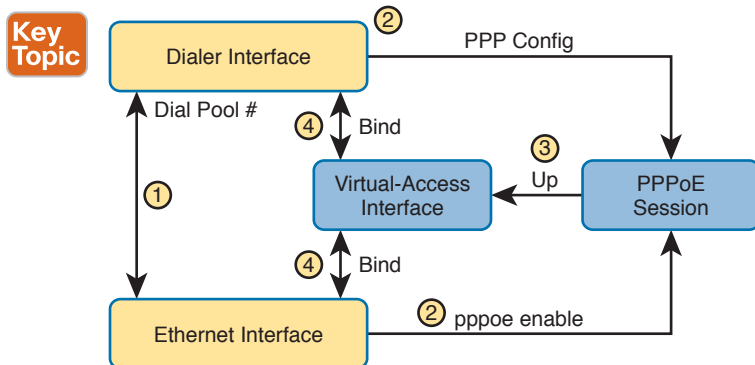 Key
Topic
2
Dialer Interface
PPP Config
Dial Pool #
4
Bind
3
Up
1
Virtual-Access
Interface
PPPoE
Session
4
Bind
Ethernet Interface
2
pppoe enable